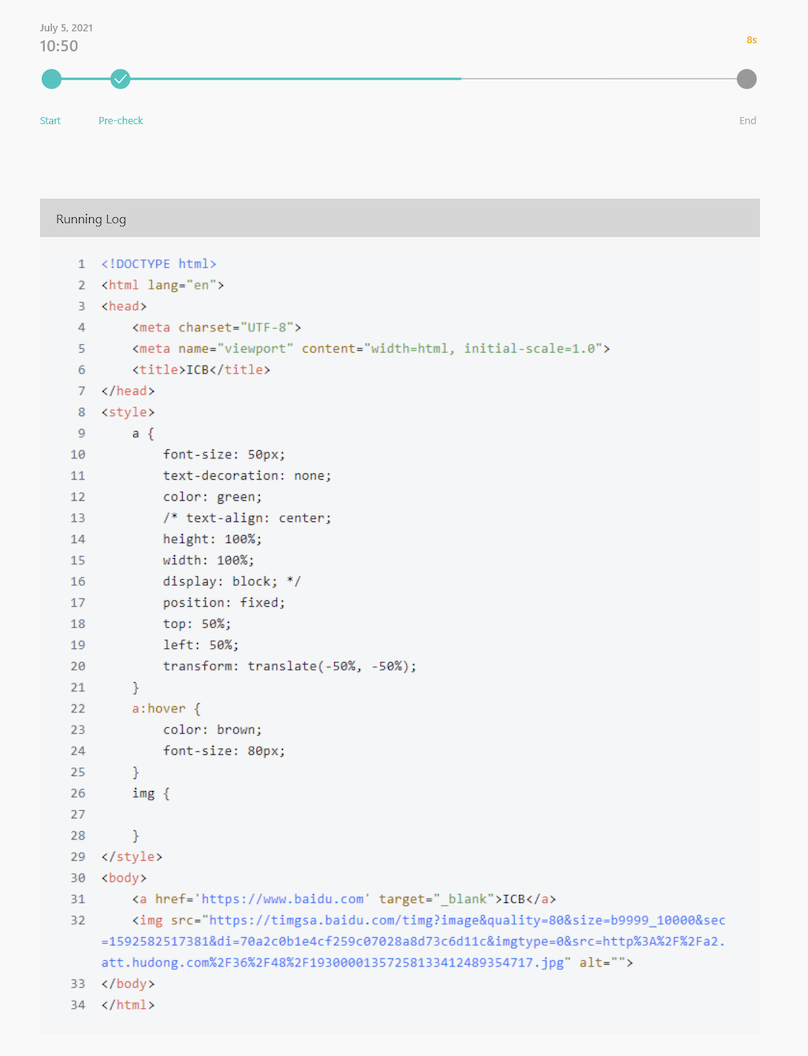 July 5, 2021
10:50
8s
Start Pre-check End
Running Log
1 <!DOCTYPE html>
2 <html lang="en">
3 <head>
4     <meta charset="UTF-8">
5     <meta name="viewport" content="width=html, initial-scale=1.0">
6     <title>ICB</title>
7 </head>
8 <style>
9     a {
10         font-size: 50px;
11         text-decoration: none;
12         color: green;
13         /* text-align: center;
14         height: 100%;
15         width: 100%;
16         display: block; */
17         position: fixed;
18         top: 50%;
19         left: 50%;
20         transform: translate(-50%, -50%);
21     }
22     a:hover {
23         color: brown;
24         font-size: 80px;
25     }
26     img {
27
28     }
29 </style>
30 <body>
31     <a href='https://www.baidu.com' target="_blank">ICB</a>
32     <img src="https://timgsa.baidu.com/timg?image&quality=80&size=b9999_10000&sec
=1592582517381&di=70a2c0b1e4cf259c07028a8d73c6d11c&imgtype=0&src=http%3A%2F%2Fa2.
att.hudong.com%2F36%2F48%2F19300001357258133412489354717.jpg" alt="">
33 </body>
34 </html>